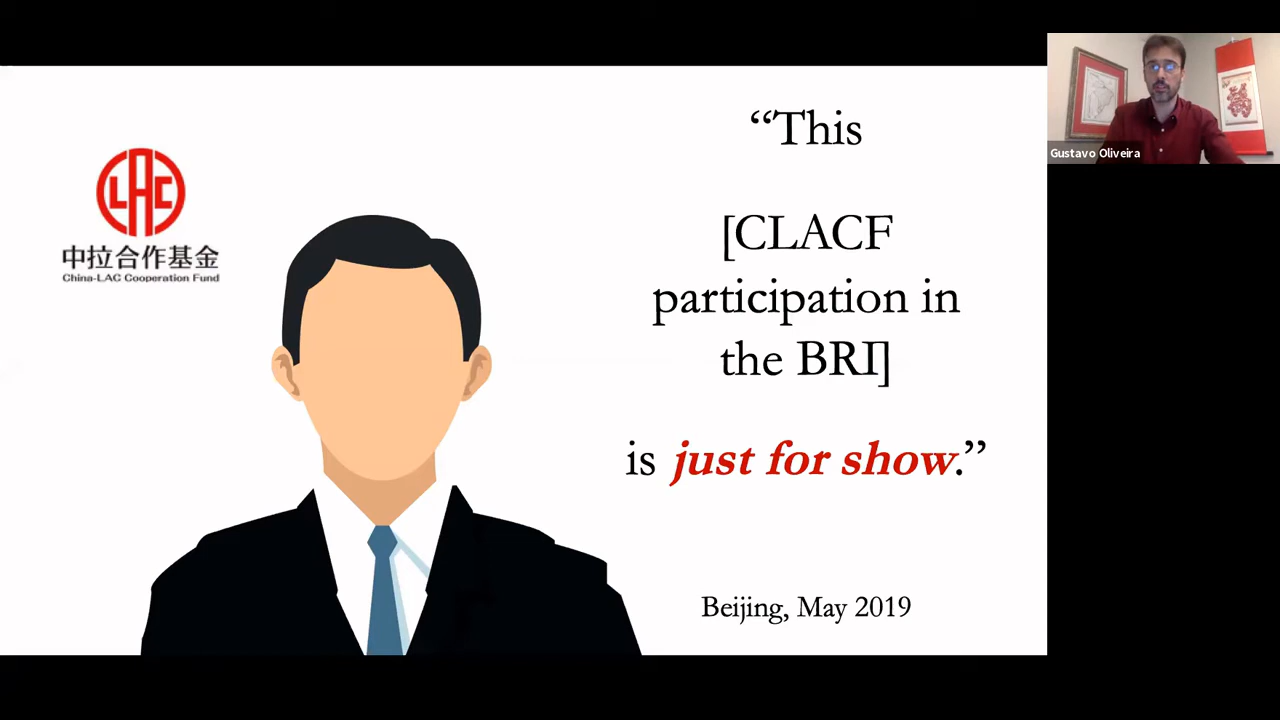 LAC
中拉合作基金
China-LAC Cooperation Fund
“This
[CLACF
participation in
the BRI]
is just for show.”
Beijing, May 2019
Gustavo Oliveira